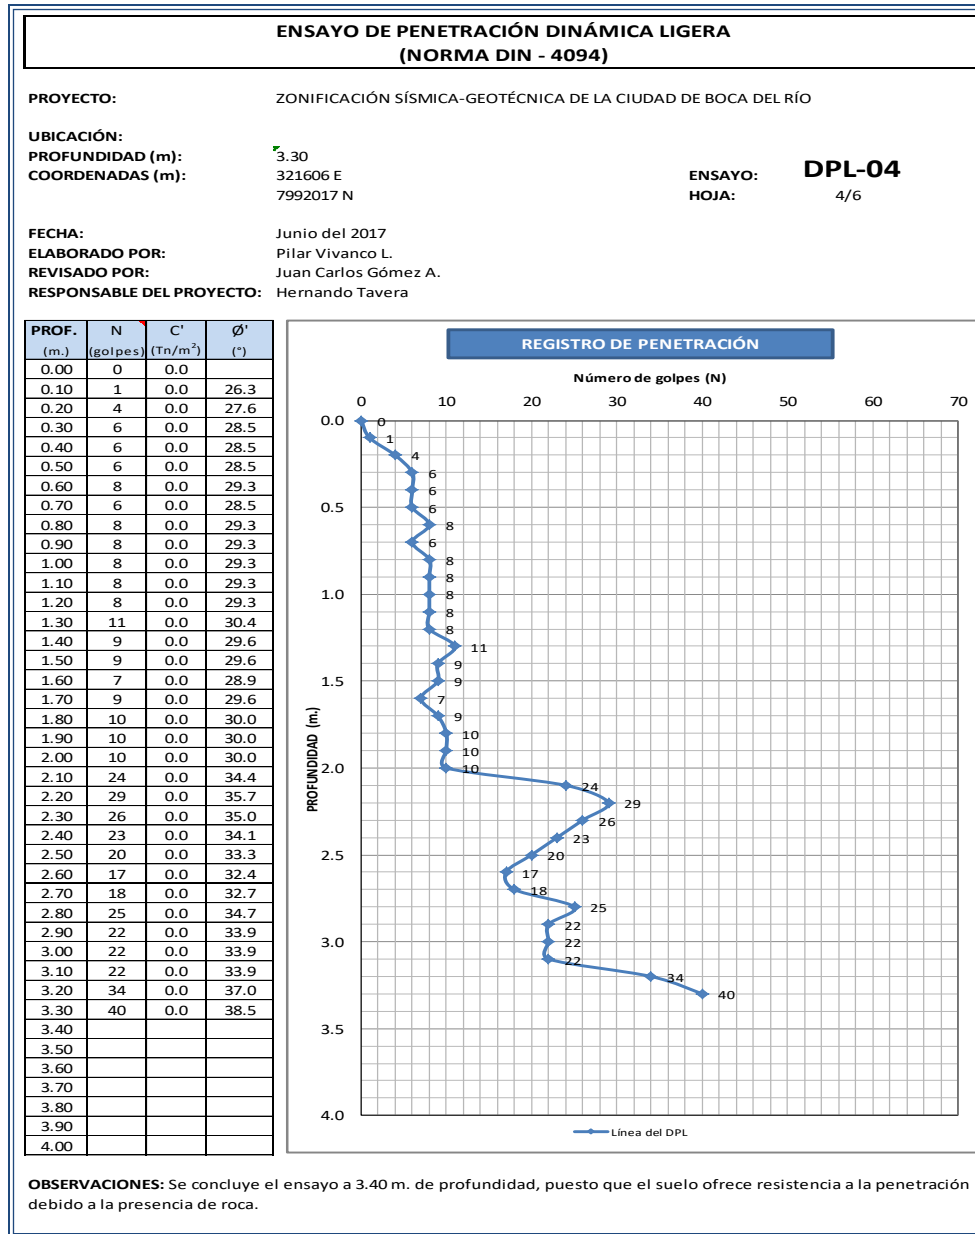 ENSAYO DE PENETRACIÓN DINÁMICA LIGERA
(NORMA DIN - 4094)
PROYECTO: ZONIFICACIÓN SÍSMICA-GEOTÉCNICA DE LA CIUDAD DE BOCA DEL RÍO
UBICACIÓN:
PROFUNDIDAD (m): 3.30
COORDENADAS (m): 321606 E ENSAYO: DPL-04
7992017 N HOJA: 4/6
FECHA: Junio del 2017
ELABORADO POR: Pilar Vivanco L.
REVISADO POR: Juan Carlos Gómez A.
RESPONSABLE DEL PROYECTO: Hernando Tavera
PROF. N C' Ø'
(m.) (golpes) (Tn/m²) (°)
0.00 0 0.0
0.10 1 0.0 26.3
0.20 4 0.0 27.6
0.30 6 0.0 28.5
0.40 6 0.0 28.5
0.50 6 0.0 28.5
0.60 8 0.0 29.3
0.70 6 0.0 28.5
0.80 8 0.0 29.3
0.90 8 0.0 29.3
1.00 8 0.0 29.3
1.10 8 0.0 29.3
1.20 8 0.0 29.3
1.30 11 0.0 30.4
1.40 9 0.0 29.6
1.50 9 0.0 29.6
1.60 7 0.0 28.9
1.70 9 0.0 29.6
1.80 10 0.0 30.0
1.90 10 0.0 30.0
2.00 10 0.0 30.0
2.10 24 0.0 34.4
2.20 29 0.0 35.7
2.30 26 0.0 35.0
2.40 23 0.0 34.1
2.50 20 0.0 33.3
2.60 17 0.0 32.4
2.70 18 0.0 32.7
2.80 25 0.0 34.7
2.90 22 0.0 33.9
3.00 22 0.0 33.9
3.10 22 0.0 33.9
3.20 34 0.0 37.0
3.30 40 0.0 38.5
3.40
3.50
3.60
3.70
3.80
3.90
4.00
REGISTRO DE PENETRACIÓN
Número de golpes (N)
0 10 20 30 40 50 60 70
PROFUNDIDAD (m.)
0.0
0.5
1.0
1.5
2.0
2.5
3.0
3.5
4.0
0
1
4
6
6
6
8
6
8
8
8
8
8
11
9
9
7
9
10
10
10
24
29
26
23
20
17
18
25
22
22
22
34
40
Línea del DPL
OBSERVACIONES: Se concluye el ensayo a 3.40 m. de profundidad, puesto que el suelo ofrece resistencia a la penetración
debido a la presencia de roca.